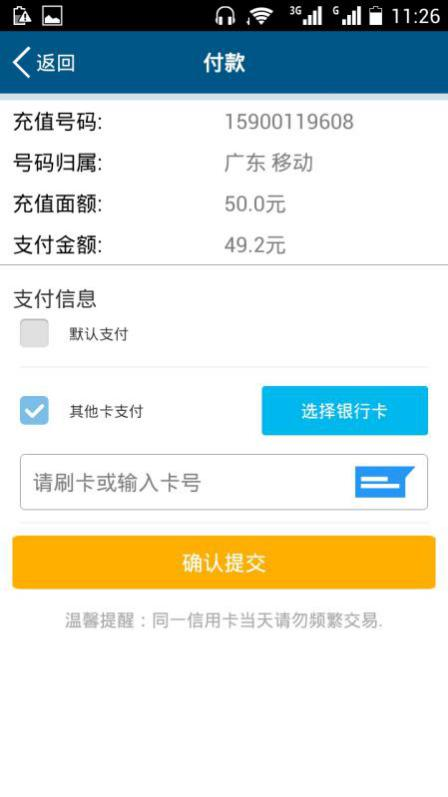 3G G 11:26
返回 付款
充值号码: 15900119608
号码归属: 广东 移动
充值面额: 50.0元
支付金额: 49.2元
支付信息
默认支付
其他卡支付 选择银行卡
请刷卡或输入卡号
确认提交
温馨提醒：同一信用卡当天请勿频繁交易.